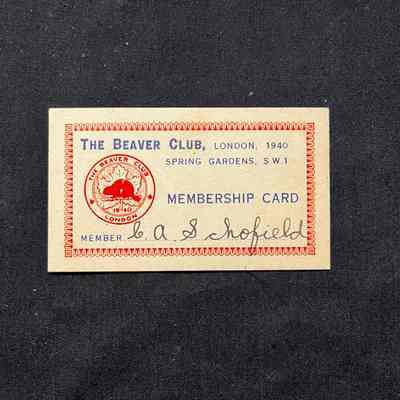 THE BEAVER CLUB, LONDON, 1940
SPRING GARDENS, S.W.1
THE BEAVER CLUB
1940
LONDON
MEMBERSHIP CARD
MEMBER C. A. Schofield